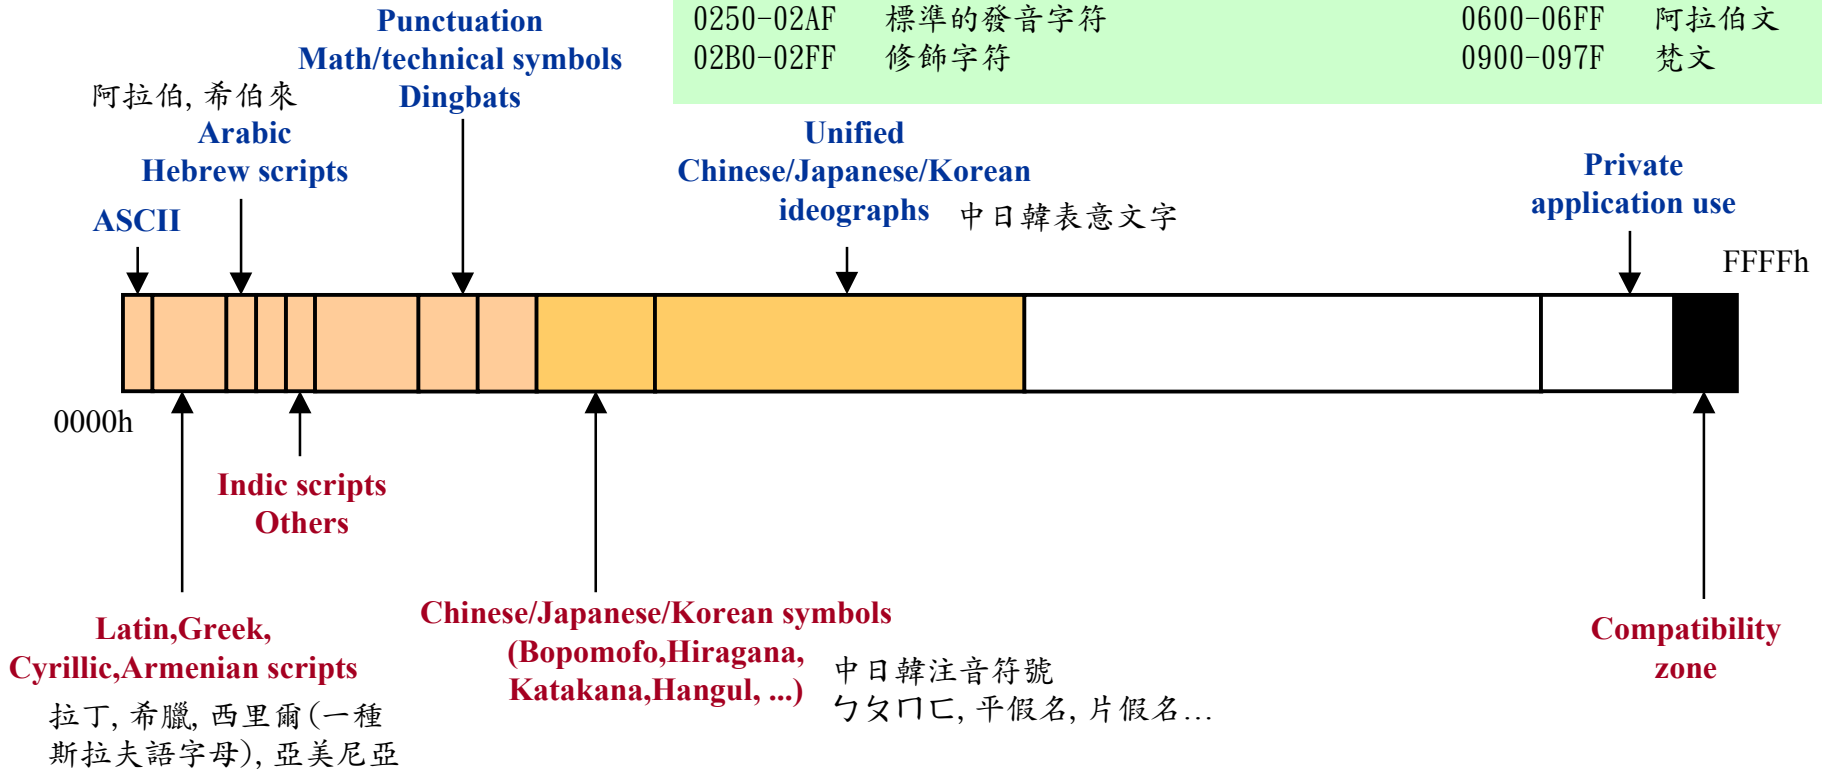 0250-02AF 標準的發音字符 0600-06FF 阿拉伯文
02B0-02FF 修飾字符 0900-097F 梵文
Punctuation
Math/technical symbols
Dingbats
阿拉伯, 希伯來
Arabic
Hebrew scripts
ASCII
Unified
Chinese/Japanese/Korean
ideographs 中日韓表意文字
Private
application use
FFFFh
0000h
Indic scripts
Others
Latin,Greek,
Cyrillic,Armenian scripts
拉丁, 希臘, 西里爾(一種
斯拉夫語字母), 亞美尼亞
Chinese/Japanese/Korean symbols
(Bopomofo,Hiragana,
Katakana,Hangul, ...)
中日韓注音符號
ㄅㄆㄇㄈ, 平假名, 片假名…
Compatibility
zone